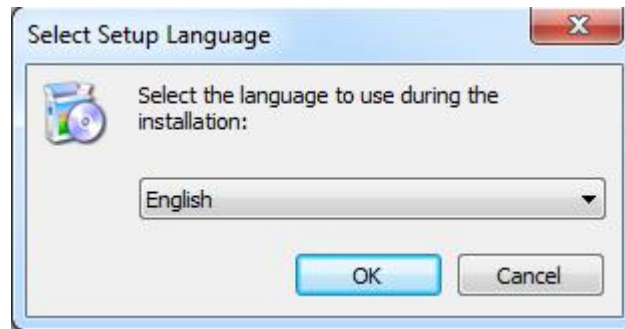 Select Setup Language
Select the language to use during the
installation:
English
OK
Cancel